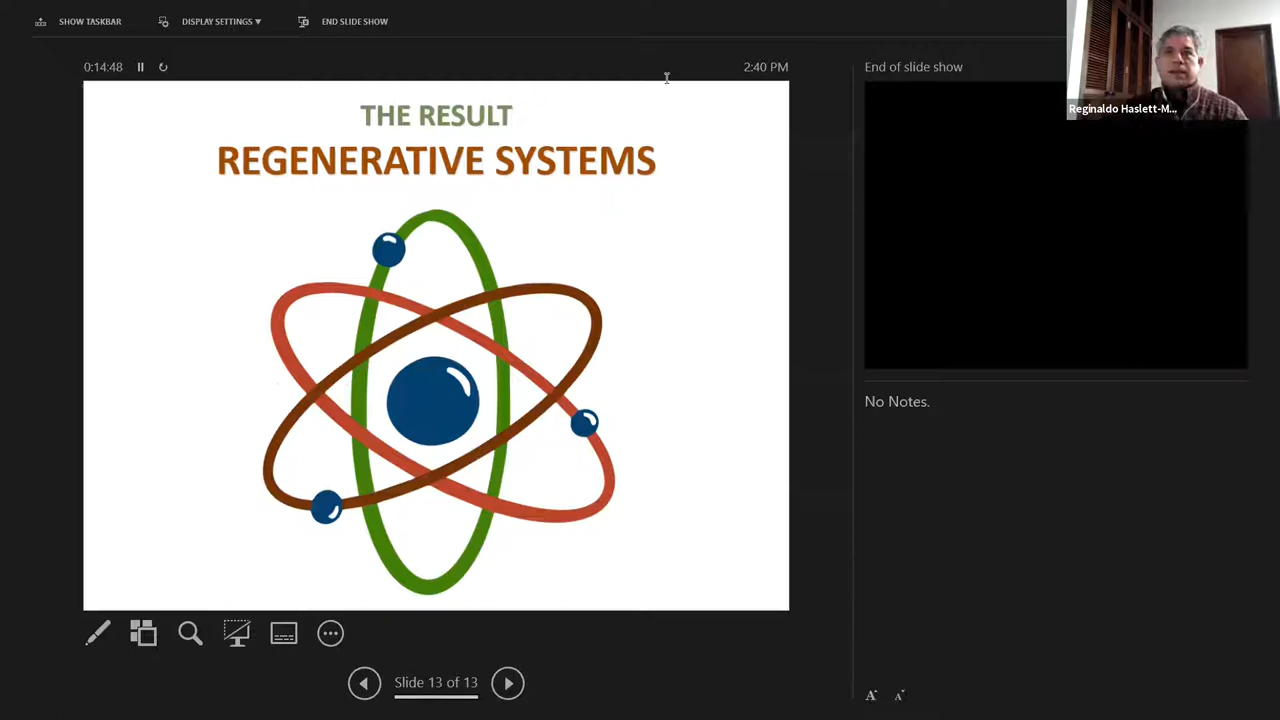 SHOW TASKBAR
DISPLAY SETTINGS ▼
END SLIDE SHOW
0:14:48
2:40 PM
End of slide show
Reginaldo Haslett-M...
THE RESULT
REGENERATIVE SYSTEMS
No Notes.
Slide 13 of 13
A
A